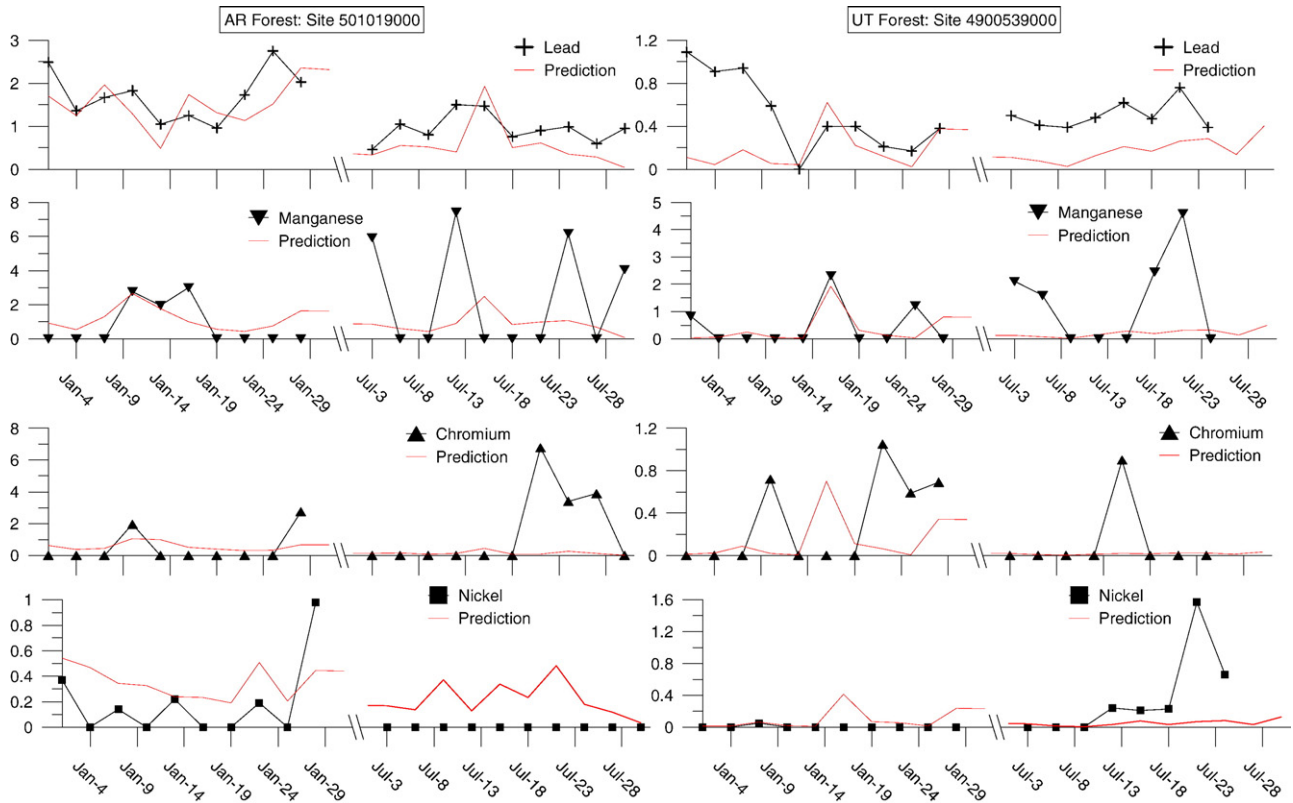 AR Forest: Site 501019000
UT Forest: Site 4900539000
3
2
1
0
Lead
Prediction
1.2
0.8
0.4
0
Lead
Prediction
8
6
4
2
0
Manganese
Prediction
Jan-4 Jan-9 Jan-14 Jan-19 Jan-24 Jan-29 Jul-3 Jul-8 Jul-13 Jul-18 Jul-23 Jul-28
5
4
3
2
1
0
Manganese
Prediction
Jan-4 Jan-9 Jan-14 Jan-19 Jan-24 Jan-29 Jul-3 Jul-8 Jul-13 Jul-18 Jul-23 Jul-28
8
6
4
2
0
Chromium
Prediction
1.2
0.8
0.4
0
Chromium
Prediction
1
0.8
0.6
0.4
0.2
0
Nickel
Prediction
Jan-4 Jan-9 Jan-14 Jan-19 Jan-24 Jan-29 Jul-3 Jul-8 Jul-13 Jul-18 Jul-23 Jul-28
1.6
1.2
0.8
0.4
0
Nickel
Prediction
Jan-4 Jan-9 Jan-14 Jan-19 Jan-24 Jan-29 Jul-3 Jul-8 Jul-13 Jul-18 Jul-23 Jul-28